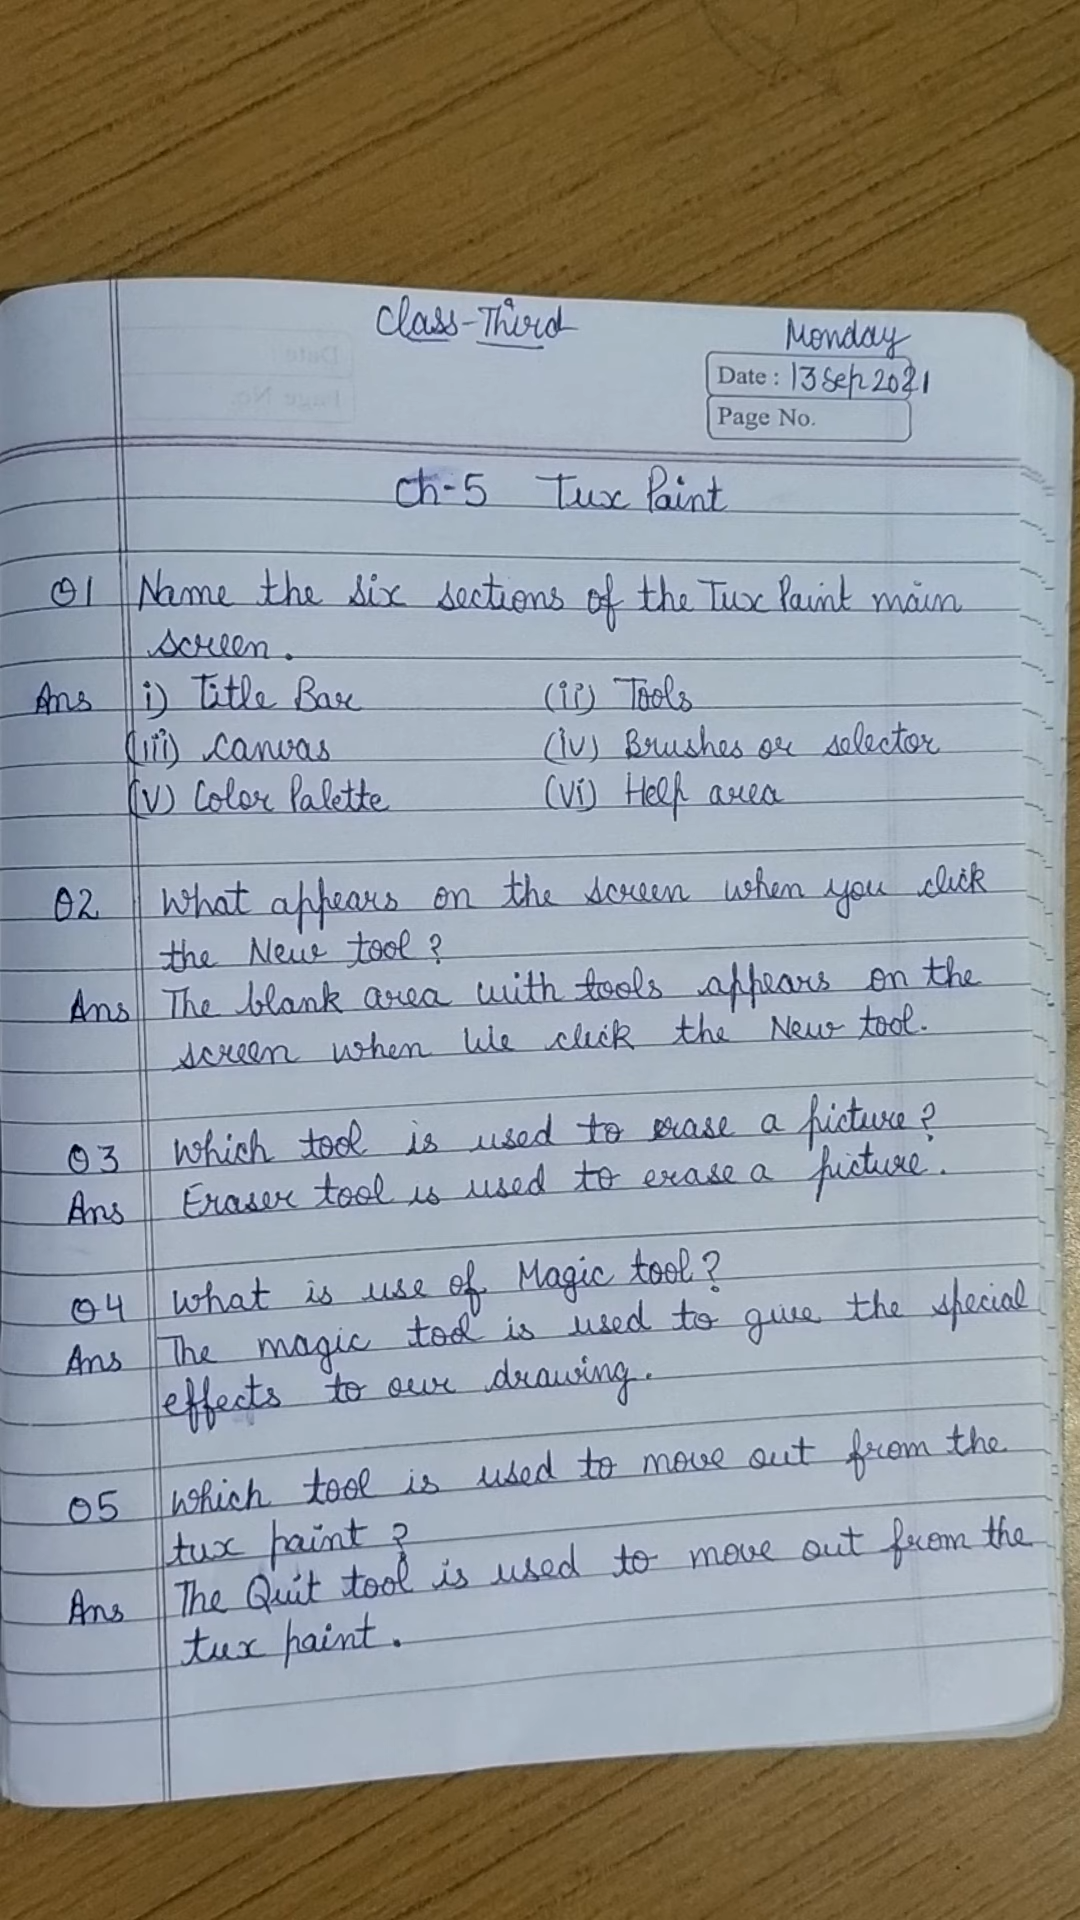 Class-Third
Monday
Date : 13 Sep 2021
Page No.
Ch-5 Tux Paint
Q1 Name the six sections of the Tux Paint main
screen.
Ans i) Title Bar (ii) Tools
(iii) canvas (iv) Brushes or selector
(v) Color Palette (vi) Help area
Q2 What appears on the screen when you click
the New tool?
Ans The blank area with tools appears on the
screen when We click the New tool.
Q3 Which tool is used to erase a picture?
Ans Eraser tool is used to erase a picture.
Q4 What is use of Magic tool?
Ans The magic tool is used to give the special
effects to our drawing.
Q5 Which tool is used to move out from the
tux paint?
Ans The Quit tool is used to move out from the
tux paint.